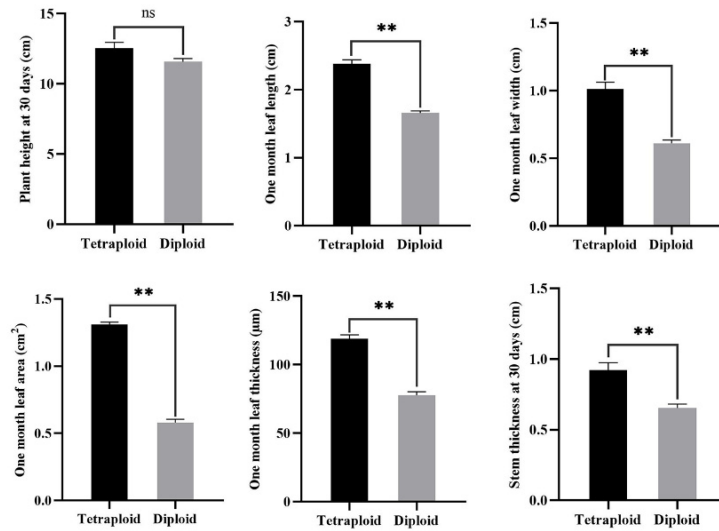 Plant height at 30 days (cm)
15
10
5
0
ns
Tetraploid Diploid
One month leaf length (cm)
3
2
1
0
**
Tetraploid Diploid
One month leaf width (cm)
1.5
1.0
0.5
0.0
**
Tetraploid Diploid
One month leaf area (cm²)
1.5
1.0
0.5
0.0
**
Tetraploid Diploid
One month leaf thickness (μm)
150
100
50
0
**
Tetraploid Diploid
Stem thickness at 30 days (cm)
1.5
1.0
0.5
0.0
**
Tetraploid Diploid